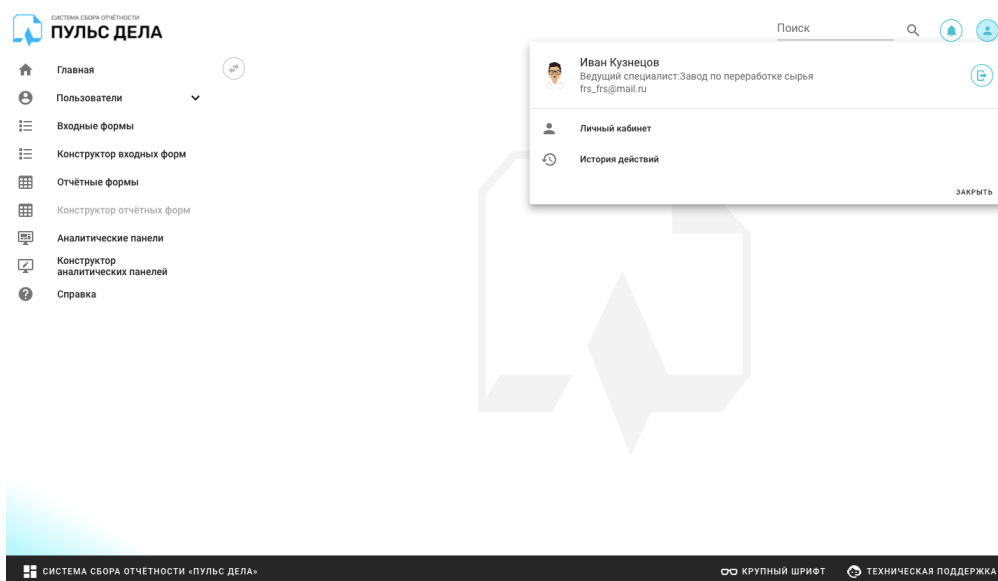 СИСТЕМА СБОРА ОТЧЁТНОСТИ
ПУЛЬС ДЕЛА
Поиск
Главная
Пользователи
Входные формы
Конструктор входных форм
Отчётные формы
Конструктор отчётных форм
Аналитические панели
Конструктор
аналитических панелей
Справка
Иван Кузнецов
Ведущий специалист:Завод по переработке сырья
frs_frs@mail.ru
Личный кабинет
История действий
ЗАКРЫТЬ
СИСТЕМА СБОРА ОТЧЁТНОСТИ «ПУЛЬС ДЕЛА»
КРУПНЫЙ ШРИФТ
ТЕХНИЧЕСКАЯ ПОДДЕРЖКА